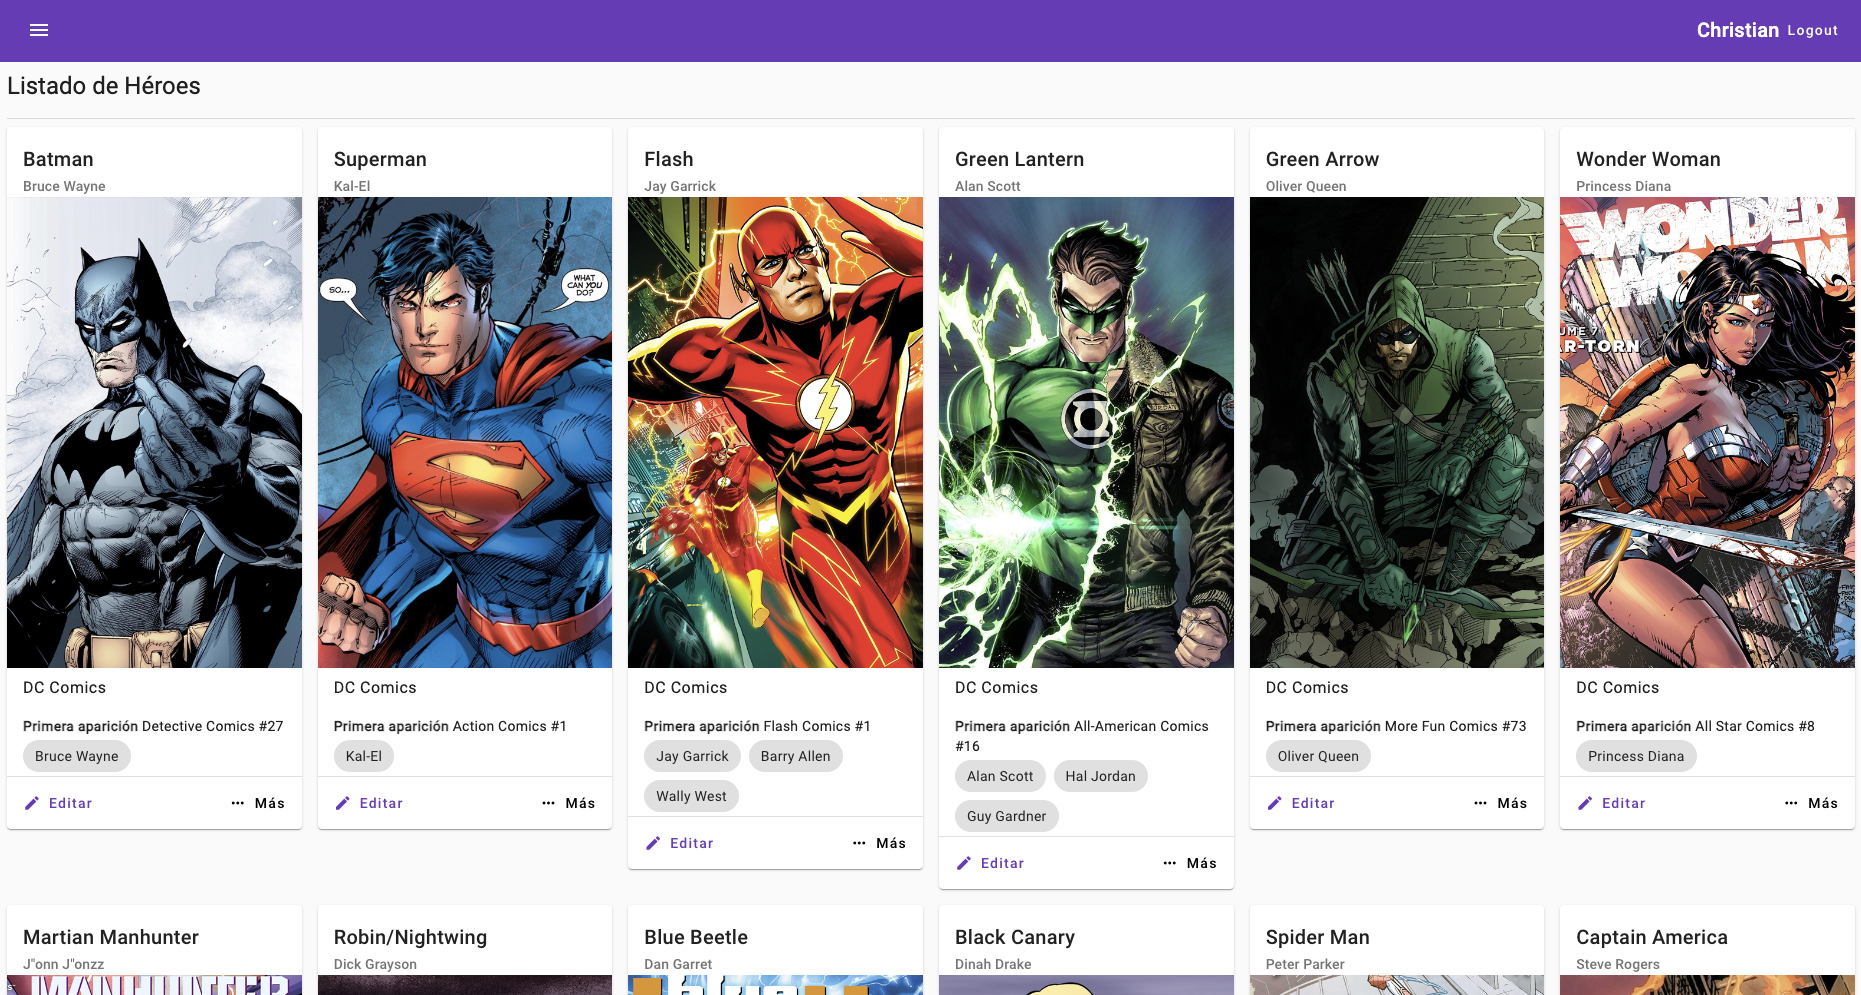 Christian Logout
Listado de Héroes
Batman
Bruce Wayne
DC Comics
Primera aparición Detective Comics #27
Bruce Wayne
Editar
Más
Superman
Kal-El
SO...
WHAT
CAN YOU
DO?
DC Comics
Primera aparición Action Comics #1
Kal-El
Editar
Más
Flash
Jay Garrick
DC Comics
Primera aparición Flash Comics #1
Jay Garrick Barry Allen
Wally West
Editar
Más
Green Lantern
Alan Scott
DC Comics
Primera aparición All-American Comics
#16
Alan Scott Hal Jordan
Guy Gardner
Editar
Más
Green Arrow
Oliver Queen
DC Comics
Primera aparición More Fun Comics #73
Oliver Queen
Editar
Más
Wonder Woman
Princess Diana
WONDER
WO
UME 7
R-TORN
DC Comics
Primera aparición All Star Comics #8
Princess Diana
Editar
Más
Martian Manhunter
J"onn J"onzz
MANHUNTER
Robin/Nightwing
Dick Grayson
Blue Beetle
Dan Garret
Black Canary
Dinah Drake
Spider Man
Peter Parker
Captain America
Steve Rogers